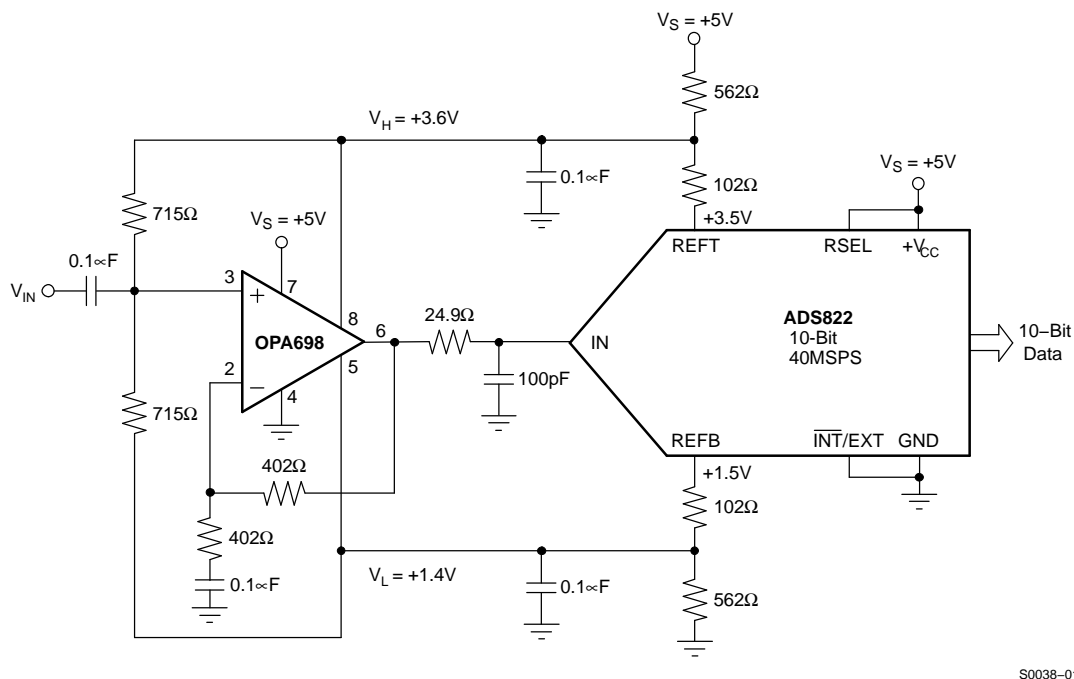 V_S = +5V
562Ω
V_H = +3.6V
0.1∝F
102Ω
V_S = +5V
715Ω
V_S = +5V
+3.5V
REFT
RSEL
+V_CC
0.1∝F
V_IN
3
+
7
8
24.9Ω
ADS822
OPA698
6
IN
10-Bit
10−Bit
40MSPS
Data
2
−
5
4
100pF
715Ω
REFB
INT/EXT
GND
402Ω
+1.5V
102Ω
402Ω
V_L = +1.4V
0.1∝F
0.1∝F
562Ω
S0038−01